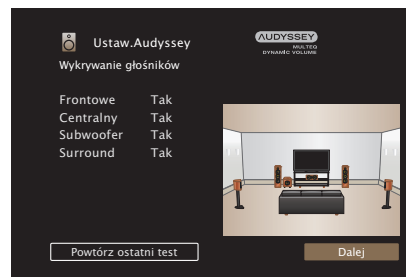 Ustaw.Audyssey
AUDYSSEY
MULTEQ
DYNAMIC VOLUME
Wykrywanie głośników
Frontowe Tak
Centralny Tak
Subwoofer Tak
Surround Tak
Powtórz ostatni test
Dalej